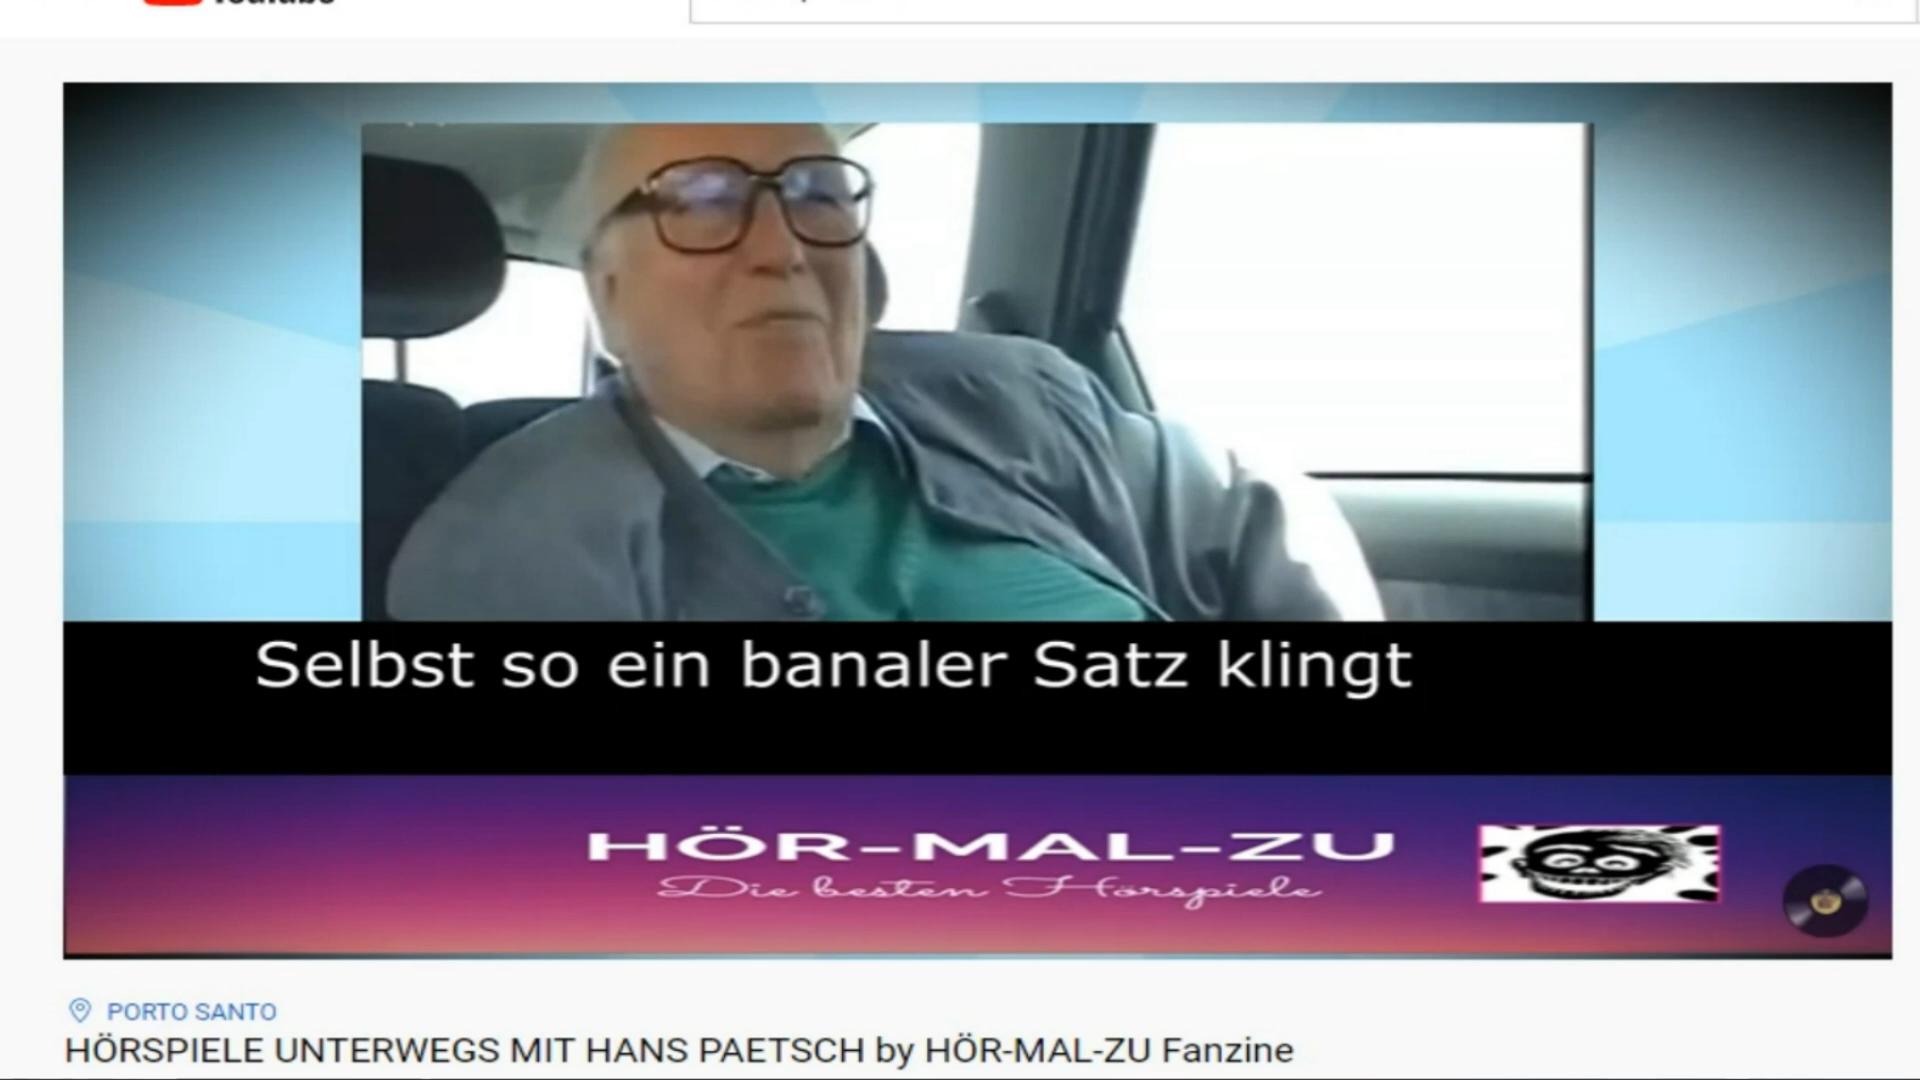 Selbst so ein banaler Satz klingt
HÖR-MAL-ZU
Die besten Hörspiele
PORTO SANTO
HÖRSPIELE UNTERWEGS MIT HANS PAETSCH by HÖR-MAL-ZU Fanzine